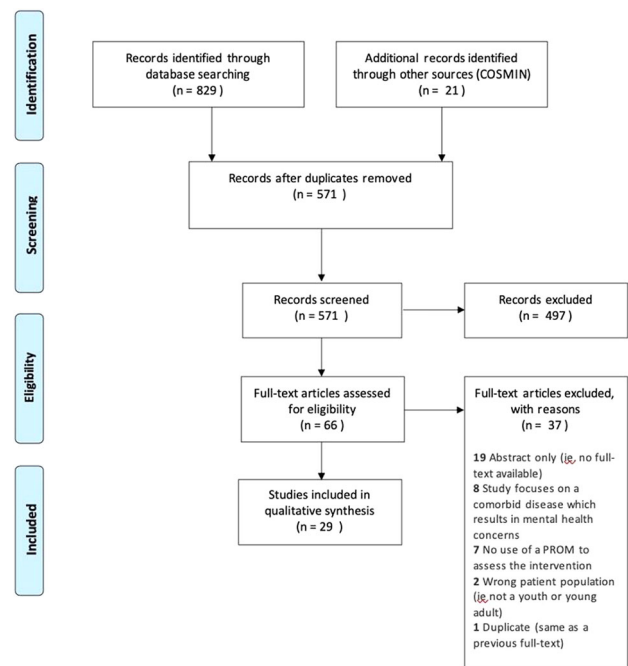 Identification
Records identified through
database searching
(n = 829 )
Additional records identified
through other sources (COSMIN)
(n = 21 )
Records after duplicates removed
(n = 571 )
Screening
Records screened
(n = 571 )
Records excluded
(n = 497 )
Eligibility
Full-text articles assessed
for eligibility
(n = 66 )
Full-text articles excluded,
with reasons
(n = 37 )
19 Abstract only (ie, no full-
text available)
8 Study focuses on a
comorbid disease which
results in mental health
concerns
7 No use of a PROM to
assess the intervention
2 Wrong patient population
(ie not a youth or young
adult)
1 Duplicate (same as a
previous full-text)
Included
Studies included in
qualitative synthesis
(n = 29 )